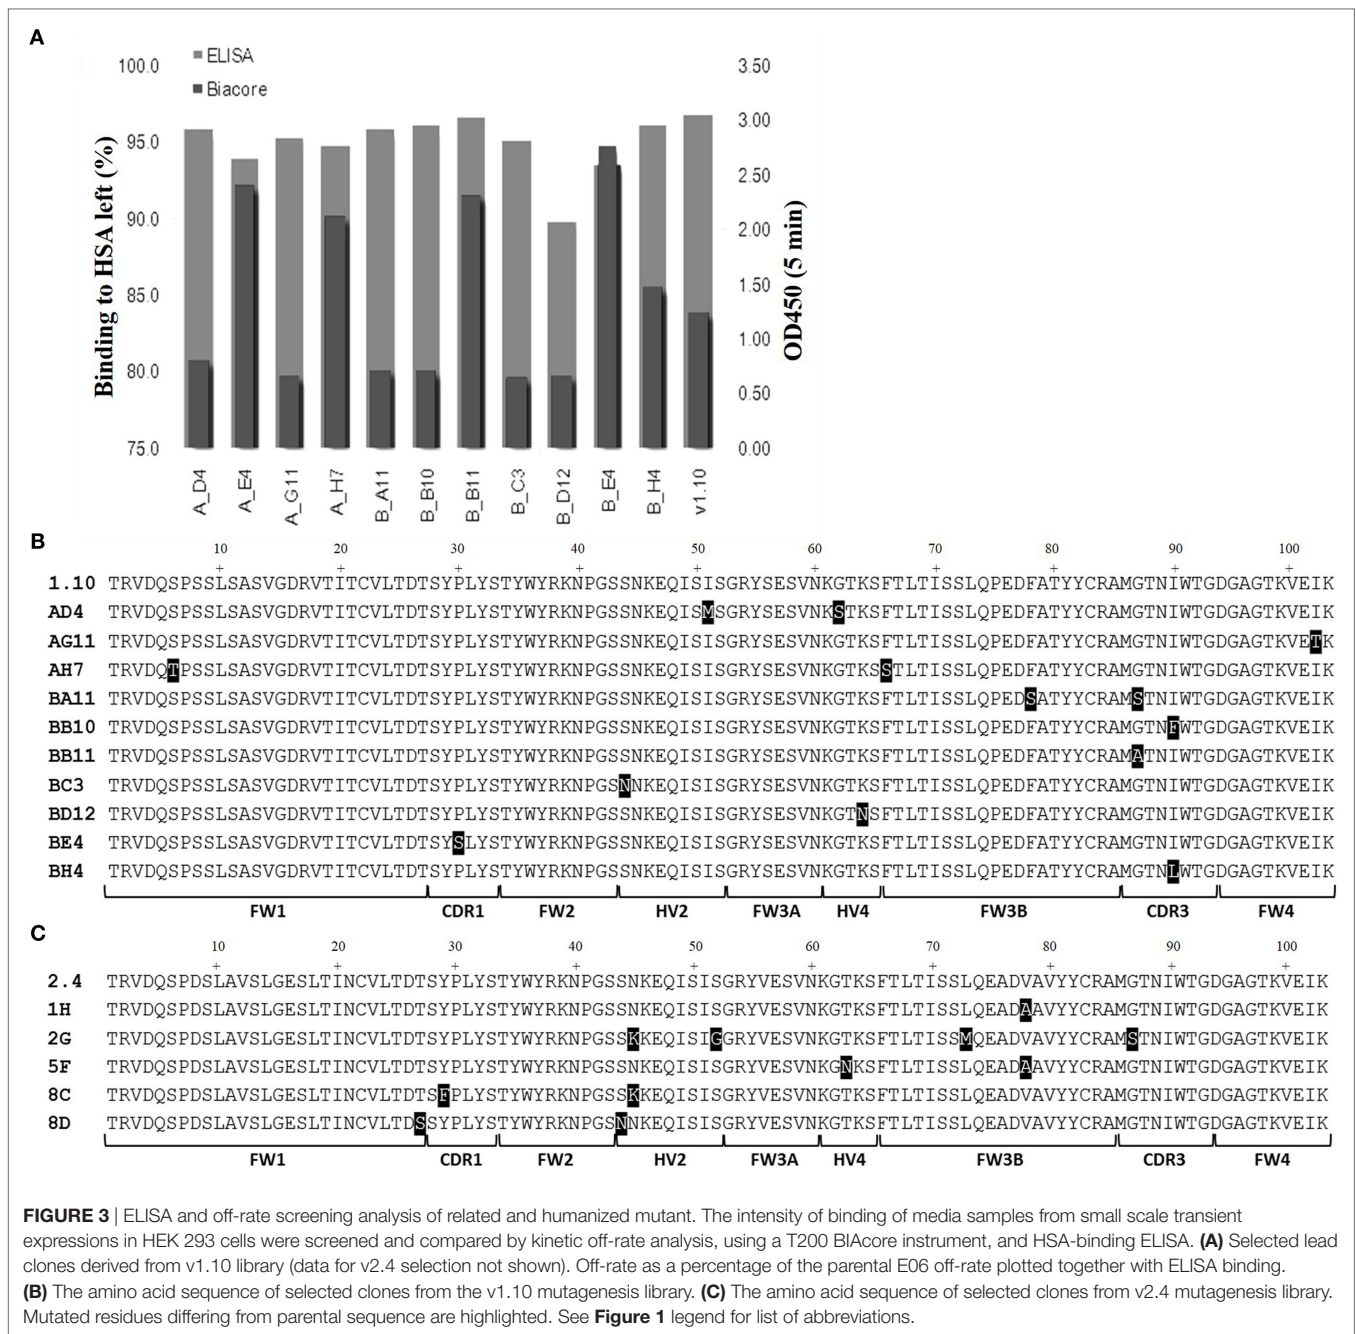 A
ELISA
Biacore
Binding to HSA left (%)
100.0
95.0
90.0
85.0
80.0
75.0
3.50
3.00
2.50
2.00
1.50
1.00
0.50
0.00
OD450 (5 min)
A_D4 A_E4 A_G11 A_H7 B_A11 B_B10 B_B11 B_C3 B_D12 B_E4 B_H4 v1.10
B
10 20 30 40 50 60 70 80 90 100
1.10 TRVDQSPSSLSASVGDRVTITCVLTDTSYPLYSTYWYRKNPGSSNKEQISISGRYSESVNKGTKSFTLTISSLQPEDFATYYCRAMGTNIWTGDGAGTKVEIK
AD4 TRVDQSPSSLSASVGDRVTITCVLTDTSYPLYSTYWYRKNPGSSNKEQISMSGRYSESVNKSTKSFTLTISSLQPEDFATYYCRAMGTNIWTGDGAGTKVEIK
AG11 TRVDQSPSSLSASVGDRVTITCVLTDTSYPLYSTYWYRKNPGSSNKEQISISGRYSESVNKGTKSFTLTISSLQPEDFATYYCRAMGTNIWTGDGAGTKVETK
AH7 TRVDQTPSSLSASVGDRVTITCVLTDTSYPLYSTYWYRKNPGSSNKEQISISGRYSESVNKGTKSSTLTISSLQPEDFATYYCRAMGTNIWTGDGAGTKVEIK
BA11 TRVDQSPSSLSASVGDRVTITCVLTDTSYPLYSTYWYRKNPGSSNKEQISISGRYSESVNKGTKSFTLTISSLQPEDSATYYCRAMSTNIWTGDGAGTKVEIK
BB10 TRVDQSPSSLSASVGDRVTITCVLTDTSYPLYSTYWYRKNPGSSNKEQISISGRYSESVNKGTKSFTLTISSLQPEDFATYYCRAMGTNFWTGDGAGTKVEIK
BB11 TRVDQSPSSLSASVGDRVTITCVLTDTSYPLYSTYWYRKNPGSSNKEQISISGRYSESVNKGTKSFTLTISSLQPEDFATYYCRAMATNIWTGDGAGTKVEIK
BC3 TRVDQSPSSLSASVGDRVTITCVLTDTSYPLYSTYWYRKNPGSNNKEQISISGRYSESVNKGTKSFTLTISSLQPEDFATYYCRAMGTNIWTGDGAGTKVEIK
BD12 TRVDQSPSSLSASVGDRVTITCVLTDTSYPLYSTYWYRKNPGSSNKEQISISGRYSESVNKGTNSFTLTISSLQPEDFATYYCRAMGTNIWTGDGAGTKVEIK
BE4 TRVDQSPSSLSASVGDRVTITCVLTDTSYSLYSTYWYRKNPGSSNKEQISISGRYSESVNKGTKSFTLTISSLQPEDFATYYCRAMGTNIWTGDGAGTKVEIK
BH4 TRVDQSPSSLSASVGDRVTITCVLTDTSYPLYSTYWYRKNPGSSNKEQISISGRYSESVNKGTKSFTLTISSLQPEDFATYYCRAMGTNLWTGDGAGTKVEIK
FW1 CDR1 FW2 HV2 FW3A HV4 FW3B CDR3 FW4
C
10 20 30 40 50 60 70 80 90 100
2.4 TRVDQSPDSLAVSLGESLTINCVLTDTSYPLYSTYWYRKNPGSSNKEQISISGRYVESVNKGTKSFTLTISSLQEADVAVYYCRAMGTNIWTGDGAGTKVEIK
1H TRVDQSPDSLAVSLGESLTINCVLTDTSYPLYSTYWYRKNPGSSNKEQISISGRYVESVNKGTKSFTLTISSLQEADAAVYYCRAMGTNIWTGDGAGTKVEIK
2G TRVDQSPDSLAVSLGESLTINCVLTDTSYPLYSTYWYRKNPGSSKKEQISIGGRYVESVNKGTKSFTLTISSMQEADVAVYYCRAMSTNIWTGDGAGTKVEIK
5F TRVDQSPDSLAVSLGESLTINCVLTDTSYPLYSTYWYRKNPGSSNKEQISISGRYVESVNKGNKSFTLTISSLQEADAAVYYCRAMGTNIWTGDGAGTKVEIK
8C TRVDQSPDSLAVSLGESLTINCVLTDTSFPLYSTYWYRKNPGSSKKEQISISGRYVESVNKGTKSFTLTISSLQEADVAVYYCRAMGTNIWTGDGAGTKVEIK
8D TRVDQSPDSLAVSLGESLTINCVLTDSSYPLYSTYWYRKNPGSNNKEQISISGRYVESVNKGTKSFTLTISSLQEADVAVYYCRAMGTNIWTGDGAGTKVEIK
FW1 CDR1 FW2 HV2 FW3A HV4 FW3B CDR3 FW4
FIGURE 3 | ELISA and off-rate screening analysis of related and humanized mutant. The intensity of binding of media samples from small scale transient
expressions in HEK 293 cells were screened and compared by kinetic off-rate analysis, using a T200 BIAcore instrument, and HSA-binding ELISA. (A) Selected lead
clones derived from v1.10 library (data for v2.4 selection not shown). Off-rate as a percentage of the parental E06 off-rate plotted together with ELISA binding.
(B) The amino acid sequence of selected clones from the v1.10 mutagenesis library. (C) The amino acid sequence of selected clones from v2.4 mutagenesis library.
Mutated residues differing from parental sequence are highlighted. See Figure 1 legend for list of abbreviations.